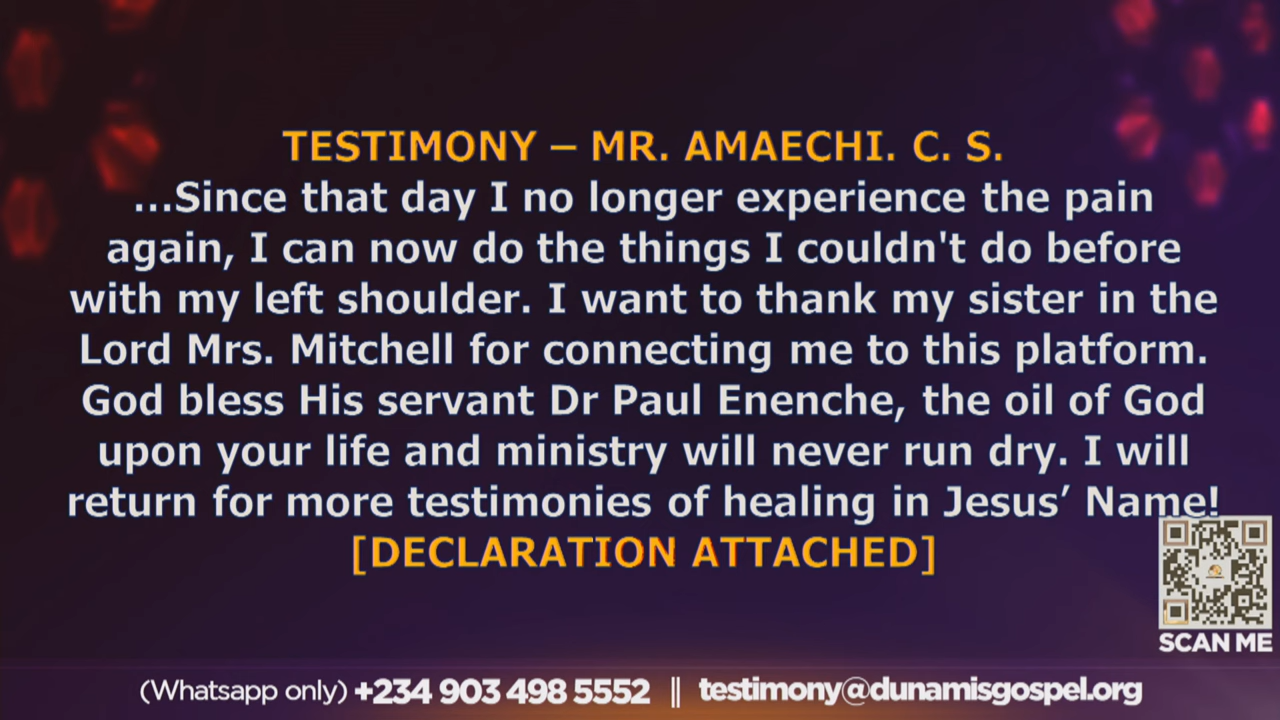 TESTIMONY – MR. AMAECHI. C. S.
...Since that day I no longer experience the pain
again, I can now do the things I couldn't do before
with my left shoulder. I want to thank my sister in the
Lord Mrs. Mitchell for connecting me to this platform.
God bless His servant Dr Paul Enenche, the oil of God
upon your life and ministry will never run dry. I will
return for more testimonies of healing in Jesus’ Name!
[DECLARATION ATTACHED]
SCAN ME
(Whatsapp only) +234 903 498 5552 || testimony@dunamisgospel.org